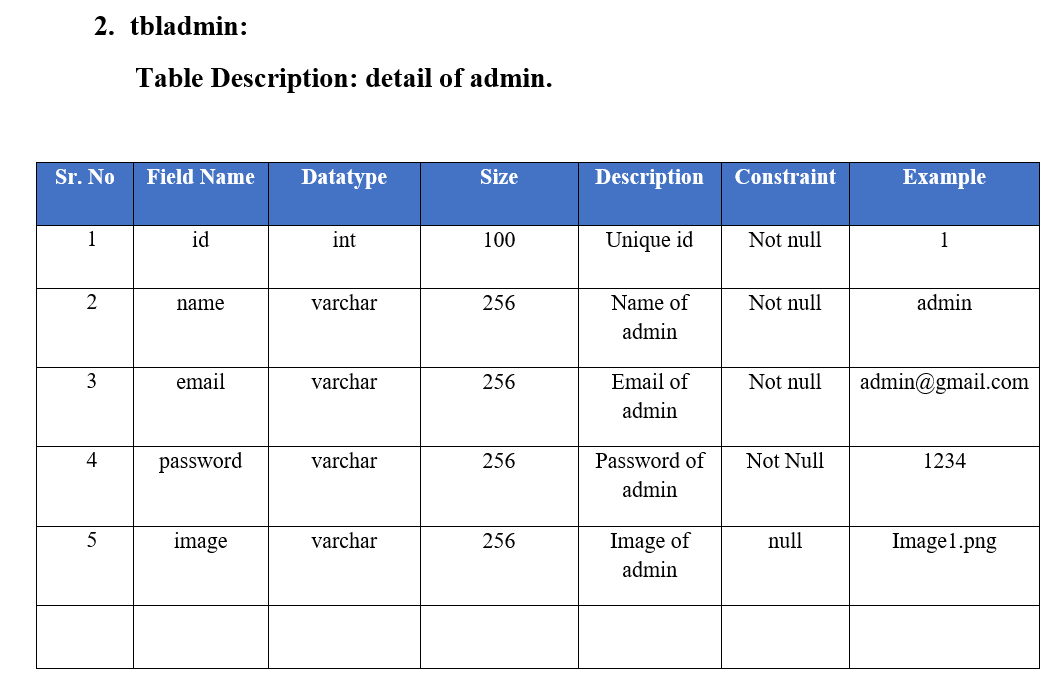 2. tbladmin:
Table Description: detail of admin.
Sr. No Field Name Datatype Size Description Constraint Example
1 id int 100 Unique id Not null 1
2 name varchar 256 Name of admin Not null admin
3 email varchar 256 Email of admin Not null admin@gmail.com
4 password varchar 256 Password of admin Not Null 1234
5 image varchar 256 Image of admin null Image1.png